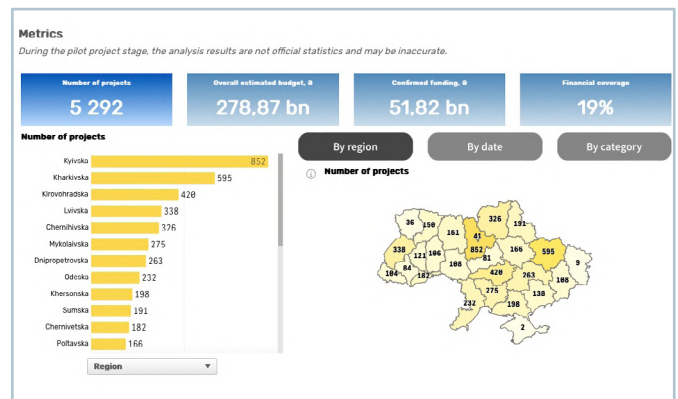 Metrics
During the pilot project stage, the analysis results are not official statistics and may be inaccurate.
Number of projects
5 292
Overall estimated budget, ₴
278,87 bn
Confirmed funding, ₴
51,82 bn
Financial coverage
19%
Number of projects
Kyivska 852
Kharkivska 595
Kirovohradska 420
Lvivska 338
Chernihivska 326
Mykolaivska 275
Dnipropetrovska 263
Odeska 232
Khersonska 198
Sumska 191
Chernivetska 182
Poltavska 166
Region
By region
By date
By category
Number of projects
36
150
161
41
326
191
338
121
106
852
81
166
595
9
104
84
182
108
420
263
108
232
275
198
138
2